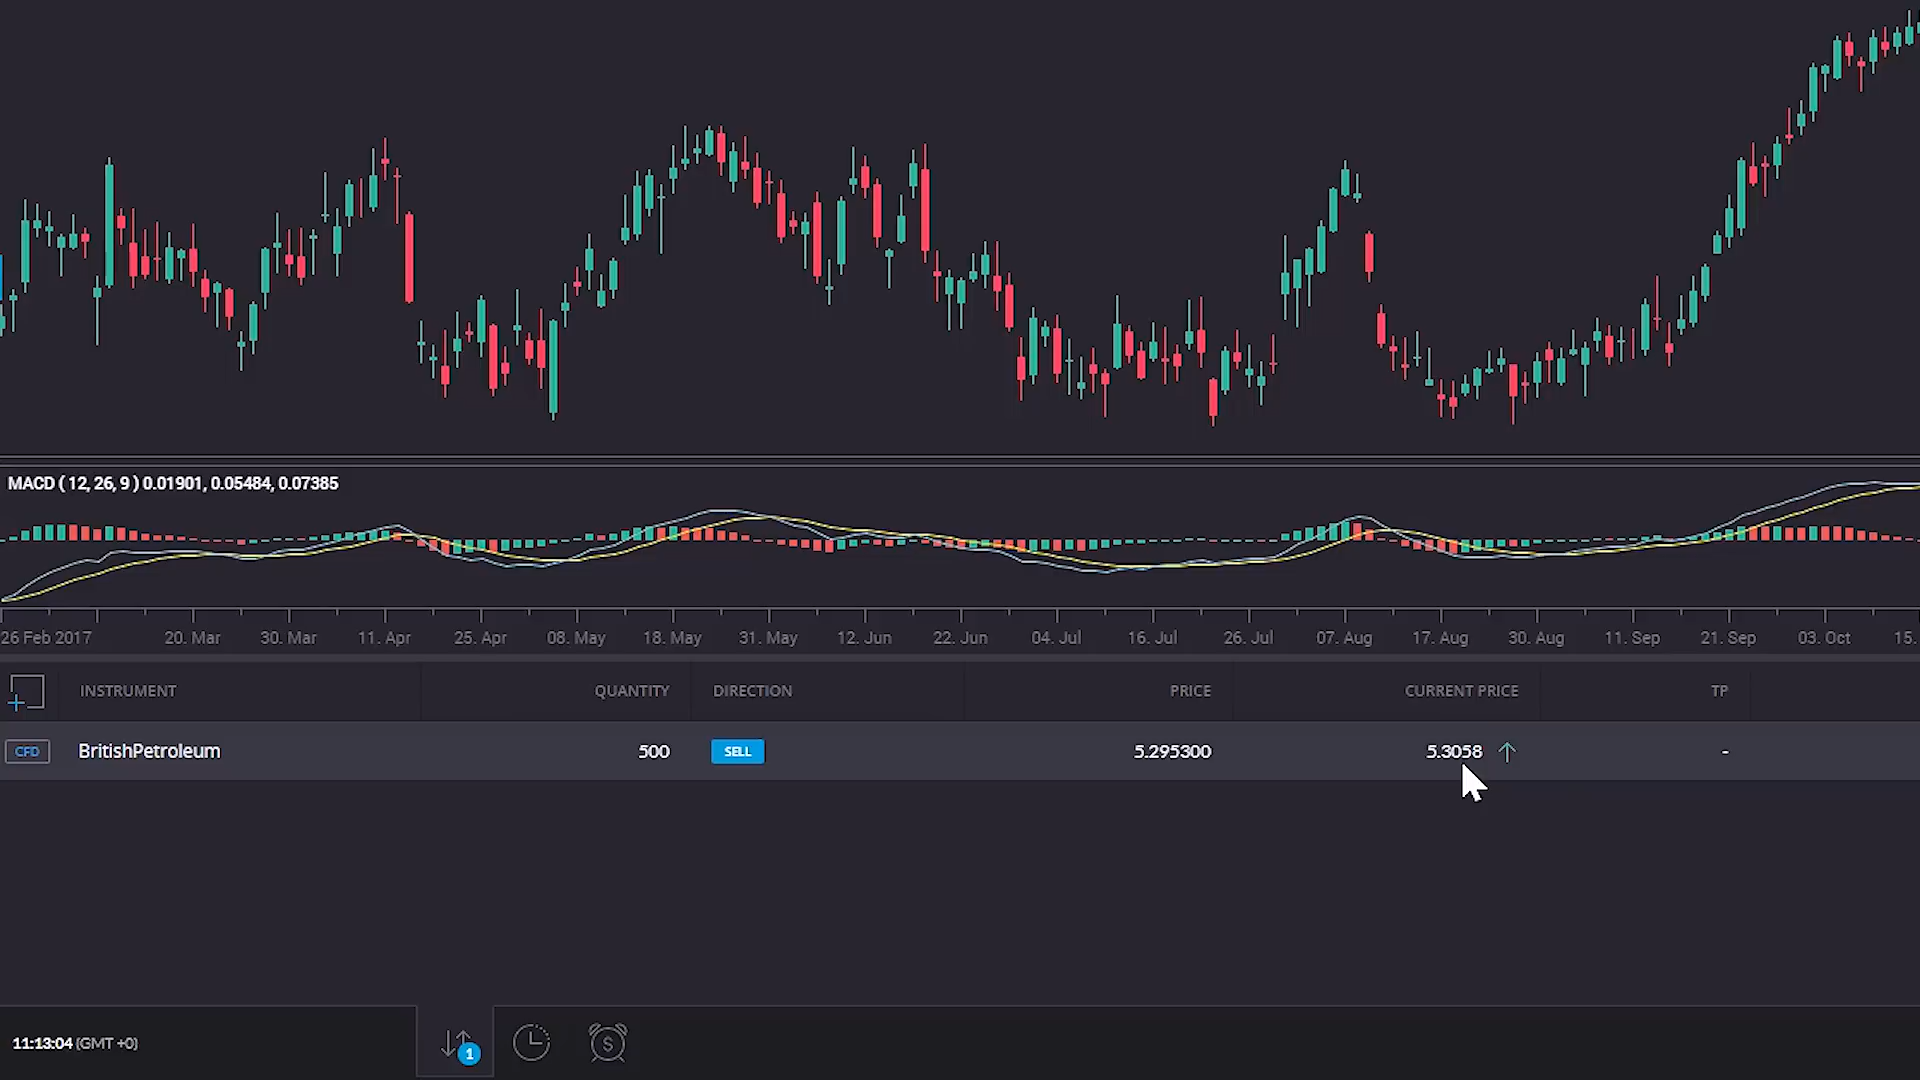 MACD ( 12, 26, 9 ) 0.01901, 0.05484, 0.07385
26 Feb 2017 20. Mar 30. Mar 11. Apr 25. Apr 08. May 18. May 31. May 12. Jun 22. Jun 04. Jul 16. Jul 26. Jul 07. Aug 17. Aug 30. Aug 11. Sep 21. Sep 03. Oct 15.
INSTRUMENT QUANTITY DIRECTION PRICE CURRENT PRICE TP
CFD BritishPetroleum 500 SELL 5.295300 5.3058 -
11:13:04 (GMT +0) 1 $